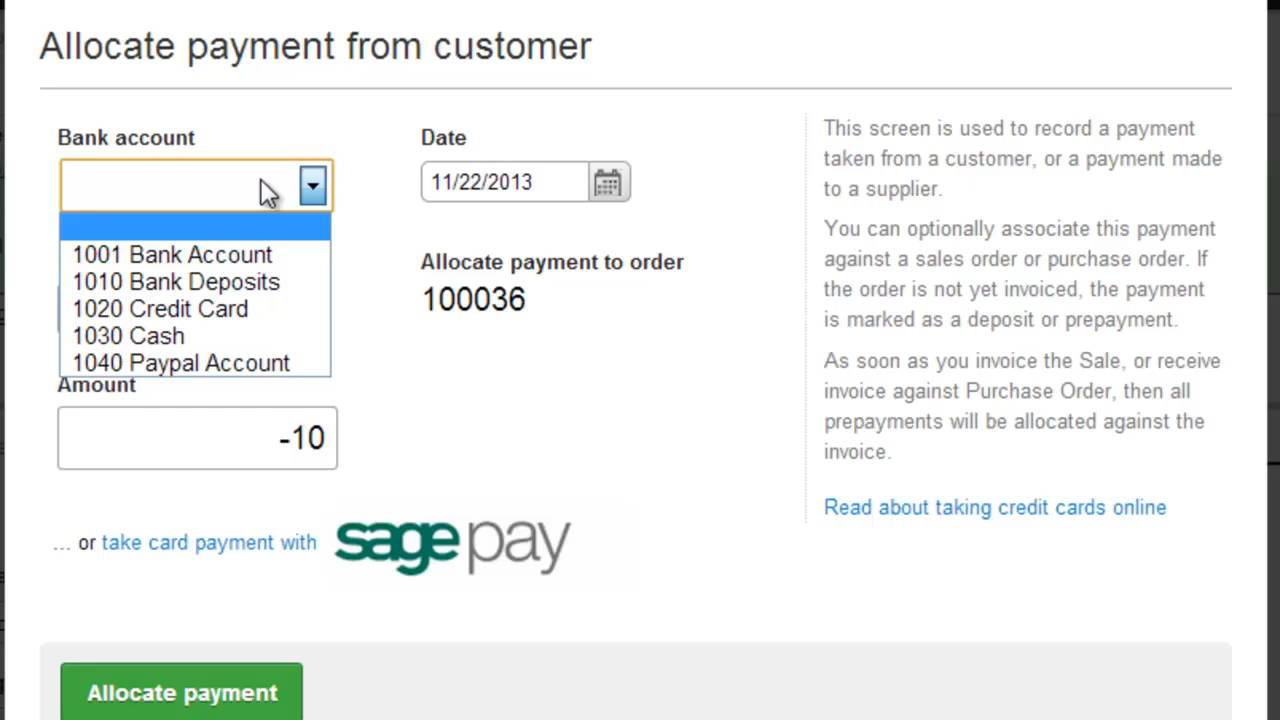 Allocate payment from customer
Bank account
1001 Bank Account
1010 Bank Deposits
1020 Credit Card
1030 Cash
1040 Paypal Account
Amount
-10
Date
11/22/2013
Allocate payment to order
100036
... or take card payment with sage pay
This screen is used to record a payment
taken from a customer, or a payment made
to a supplier.
You can optionally associate this payment
against a sales order or purchase order. If
the order is not yet invoiced, the payment
is marked as a deposit or prepayment.
As soon as you invoice the Sale, or receive
invoice against Purchase Order, then all
prepayments will be allocated against the
invoice.
Read about taking credit cards online
Allocate payment